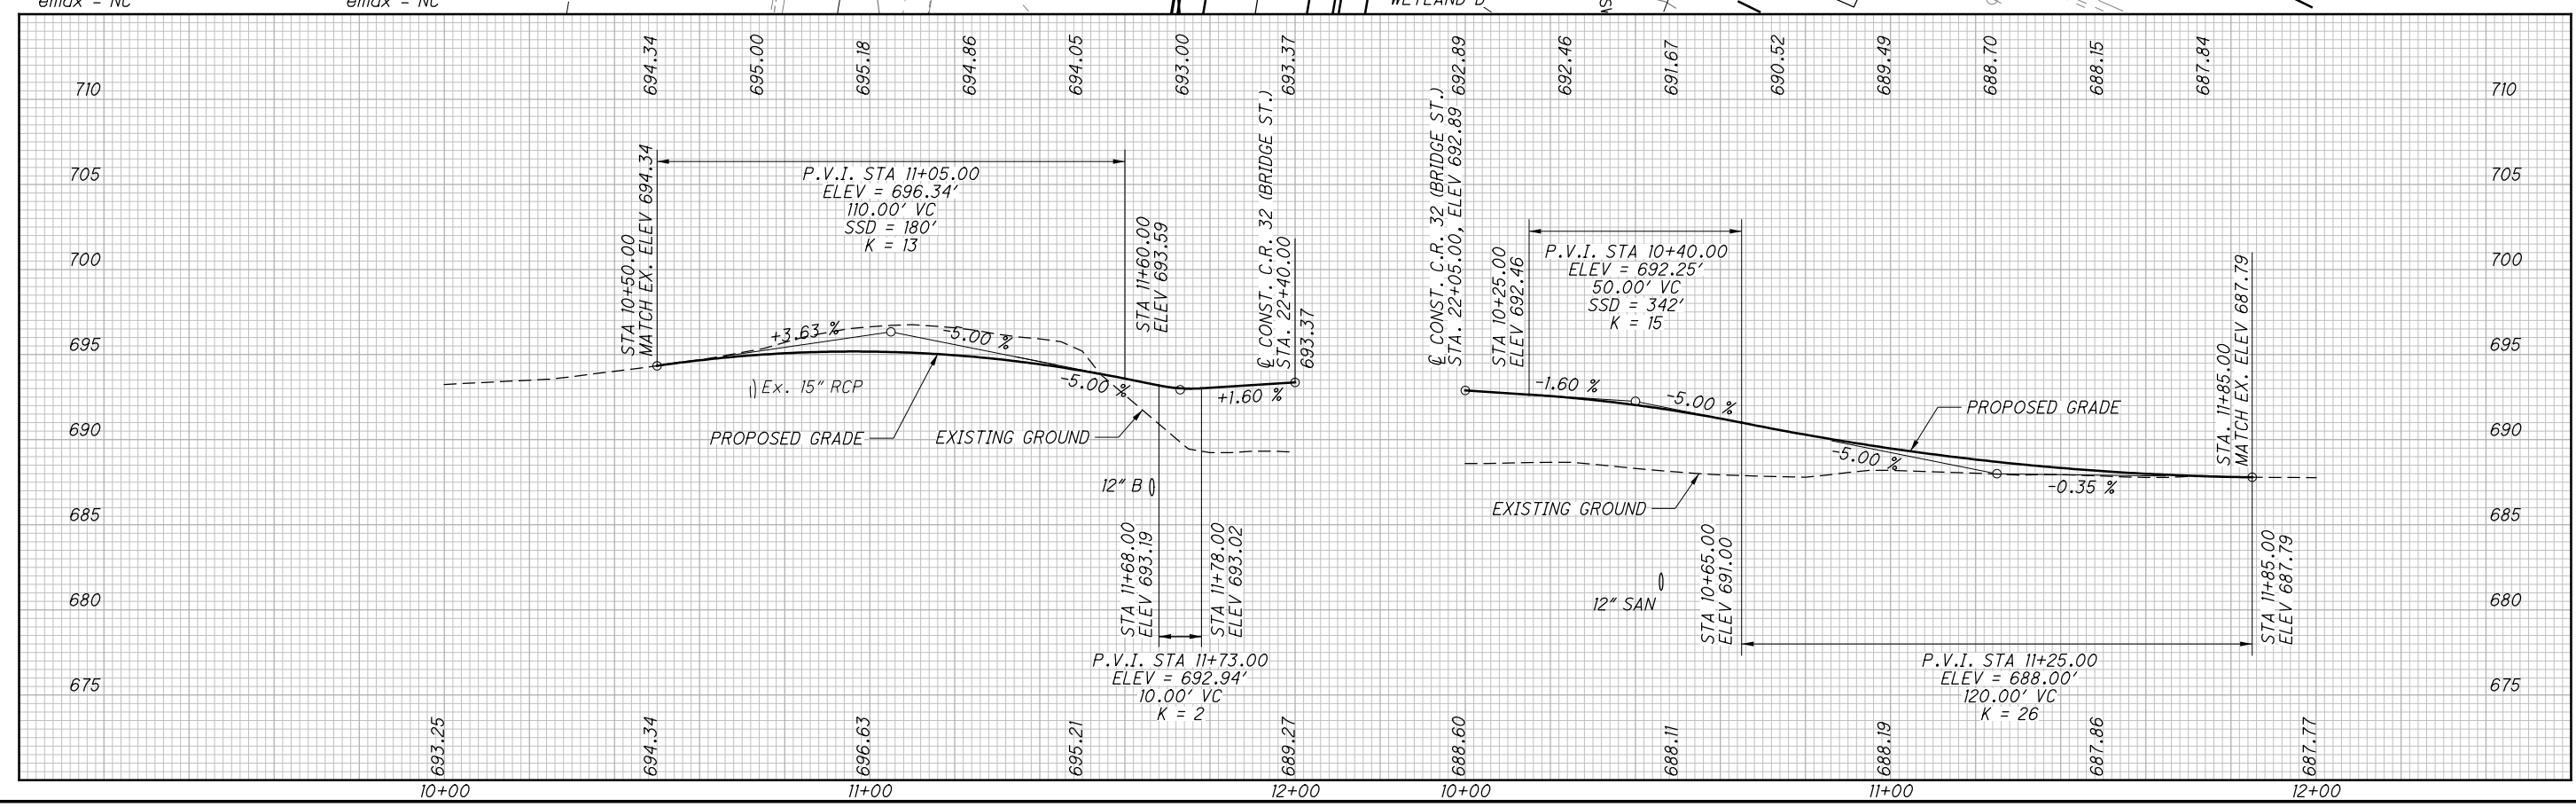 emax = NC
emax = NC
WETLAND D
694.34
695.00
695.18
694.86
694.05
693.00
693.37
692.89
692.46
691.67
690.52
689.49
688.70
688.15
687.84
710
705
700
695
690
685
680
675
STA 10+50.00
MATCH EX. ELEV 694.34
P.V.I. STA 11+05.00
ELEV = 696.34'
110.00' VC
SSD = 180'
K = 13
STA 11+60.00
ELEV 693.59
℄ CONST. C.R. 32 (BRIDGE ST.)
STA. 22+40.00
693.37
+3.63 %
-5.00 %
-5.00 %
+1.60 %
Ex. 15" RCP
PROPOSED GRADE
EXISTING GROUND
12" B
STA 11+68.00
ELEV 693.19
STA 11+78.00
ELEV 693.02
P.V.I. STA 11+73.00
ELEV = 692.94'
10.00' VC
K = 2
℄ CONST. C.R. 32 (BRIDGE ST.)
STA. 22+05.00, ELEV 692.89
STA 10+25.00
ELEV 692.46
P.V.I. STA 10+40.00
ELEV = 692.25'
50.00' VC
SSD = 342'
K = 15
-1.60 %
-5.00 %
-5.00 %
-0.35 %
PROPOSED GRADE
EXISTING GROUND
12" SAN
STA 10+65.00
ELEV 691.00
STA. 11+85.00
MATCH EX. ELEV 687.79
STA 11+85.00
ELEV 687.79
P.V.I. STA 11+25.00
ELEV = 688.00'
120.00' VC
K = 26
710
705
700
695
690
685
680
675
693.25
694.34
696.63
695.21
689.27
688.60
688.11
688.19
687.86
687.77
10+00
11+00
12+00
10+00
11+00
12+00